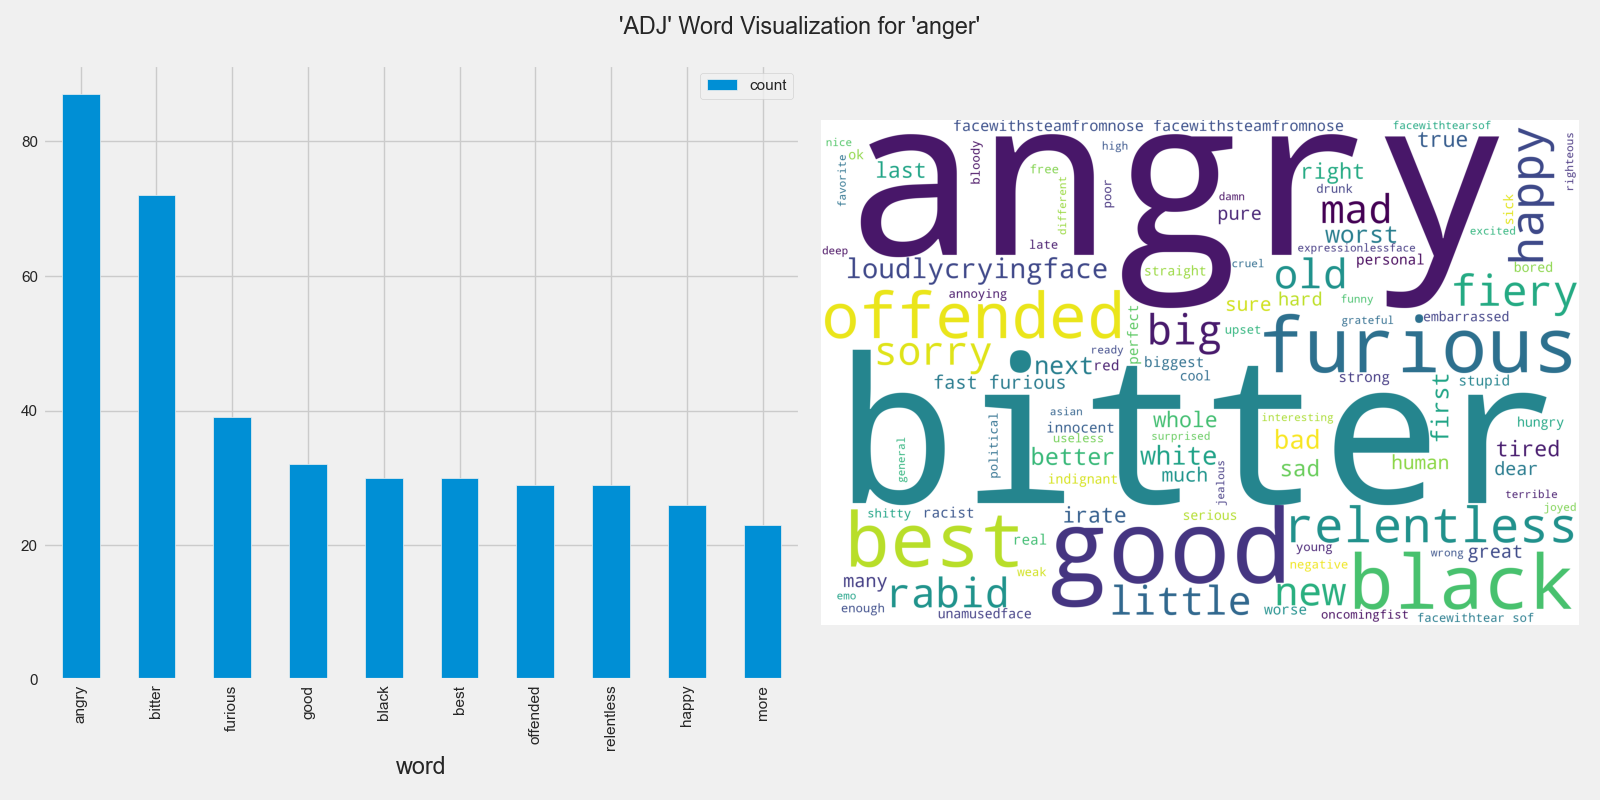 'ADJ' Word Visualization for 'anger'
count
80
60
40
20
0
angry
bitter
furious
good
black
best
offended
relentless
happy
more
word
facewithsteamfromnose facewithsteamfromnose
facewithtearsof
nice
ok
last
favorite
bloody
angry
high
free
different
poor
true
right
drunk
damn
pure
mad
worst
happy
righteous
sick
excited
deep
late
loudlycryingface
straight
cruel
expressionlessface
personal
bored
annoying
old
fiery
offended
sure
hard
funny
sorry
perfect
big
upset
grateful
embarrassed
furious
next
ready
red
biggest
cool
fast furious
strong
stupid
first
bitter
asian
innocent
useless
political
general
whole
surprised
interesting
bad
hungry
better
white
much
indignant
jealous
sad
human
tired
dear
terrible
joyed
shitty
racist
irate
serious
relentless
best
real
good
young
wrong
great
weak
negative
many
emo
enough
rabid
unamusedface
little
new
worse
black
oncomingfist
facewithtear sof